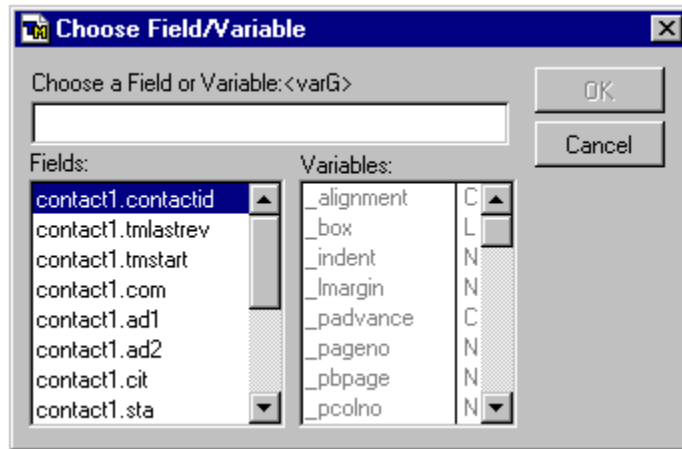 TM Choose Field/Variable
Choose a Field or Variable:<varG>
OK
Cancel
Fields:
contact1.contactid
contact1.tmlastrev
contact1.tmstart
contact1.com
contact1.ad1
contact1.ad2
contact1.cit
contact1.sta
Variables:
_alignment C
_box L
_indent N
_lmargin N
_padvance C
_pageno N
_pbpage N
_pcolno N